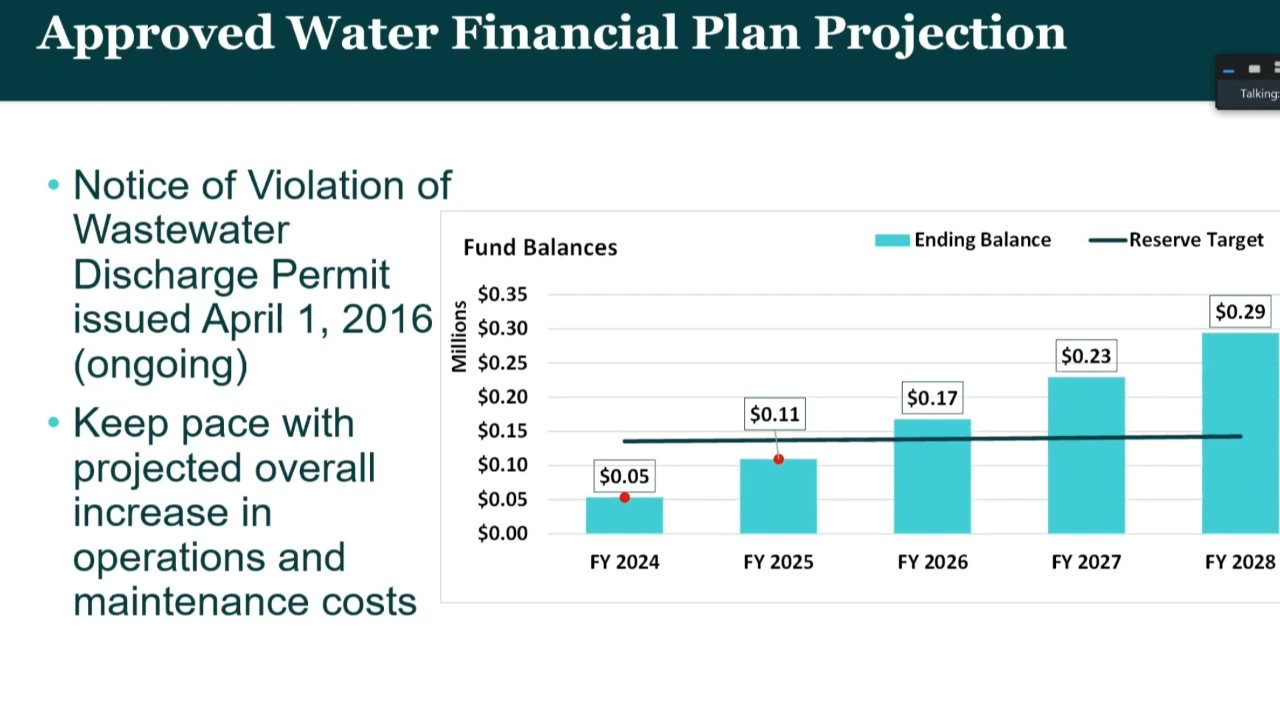 Approved Water Financial Plan Projection
Talking:
• Notice of Violation of
Wastewater
Discharge Permit
issued April 1, 2016
(ongoing)
• Keep pace with
projected overall
increase in
operations and
maintenance costs
Fund Balances
Ending Balance
Reserve Target
Millions
$0.35
$0.30
$0.25
$0.20
$0.15
$0.10
$0.05
$0.00
$0.05
$0.11
$0.17
$0.23
$0.29
FY 2024
FY 2025
FY 2026
FY 2027
FY 2028